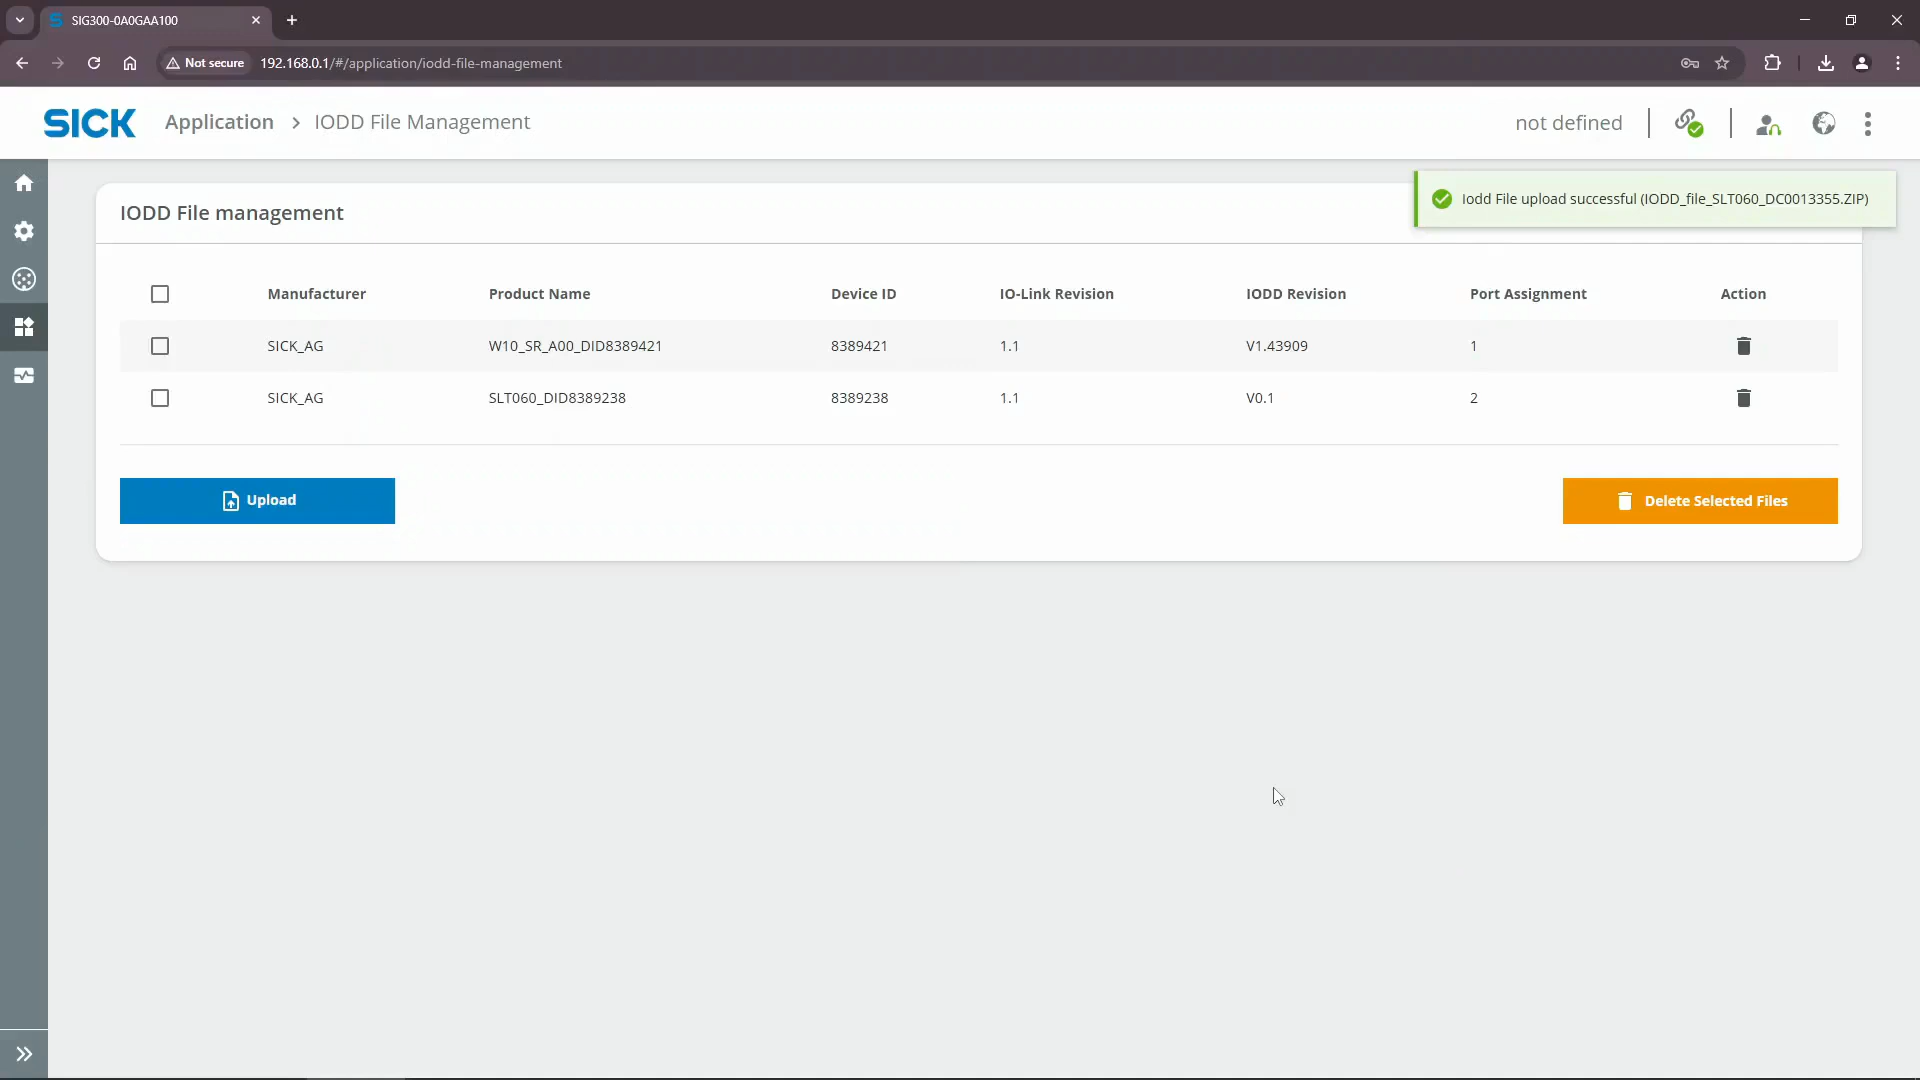 SIG300-0A0GAA100
Not secure 192.168.0.1/#/application/iodd-file-management
SICK Application > IODD File Management not defined
IODD File management
Iodd File upload successful (IODD_file_SLT060_DC0013355.ZIP)
Manufacturer Product Name Device ID IO-Link Revision IODD Revision Port Assignment Action
SICK_AG W10_SR_A00_DID8389421 8389421 1.1 V1.43909 1
SICK_AG SLT060_DID8389238 8389238 1.1 V0.1 2
Upload Delete Selected Files